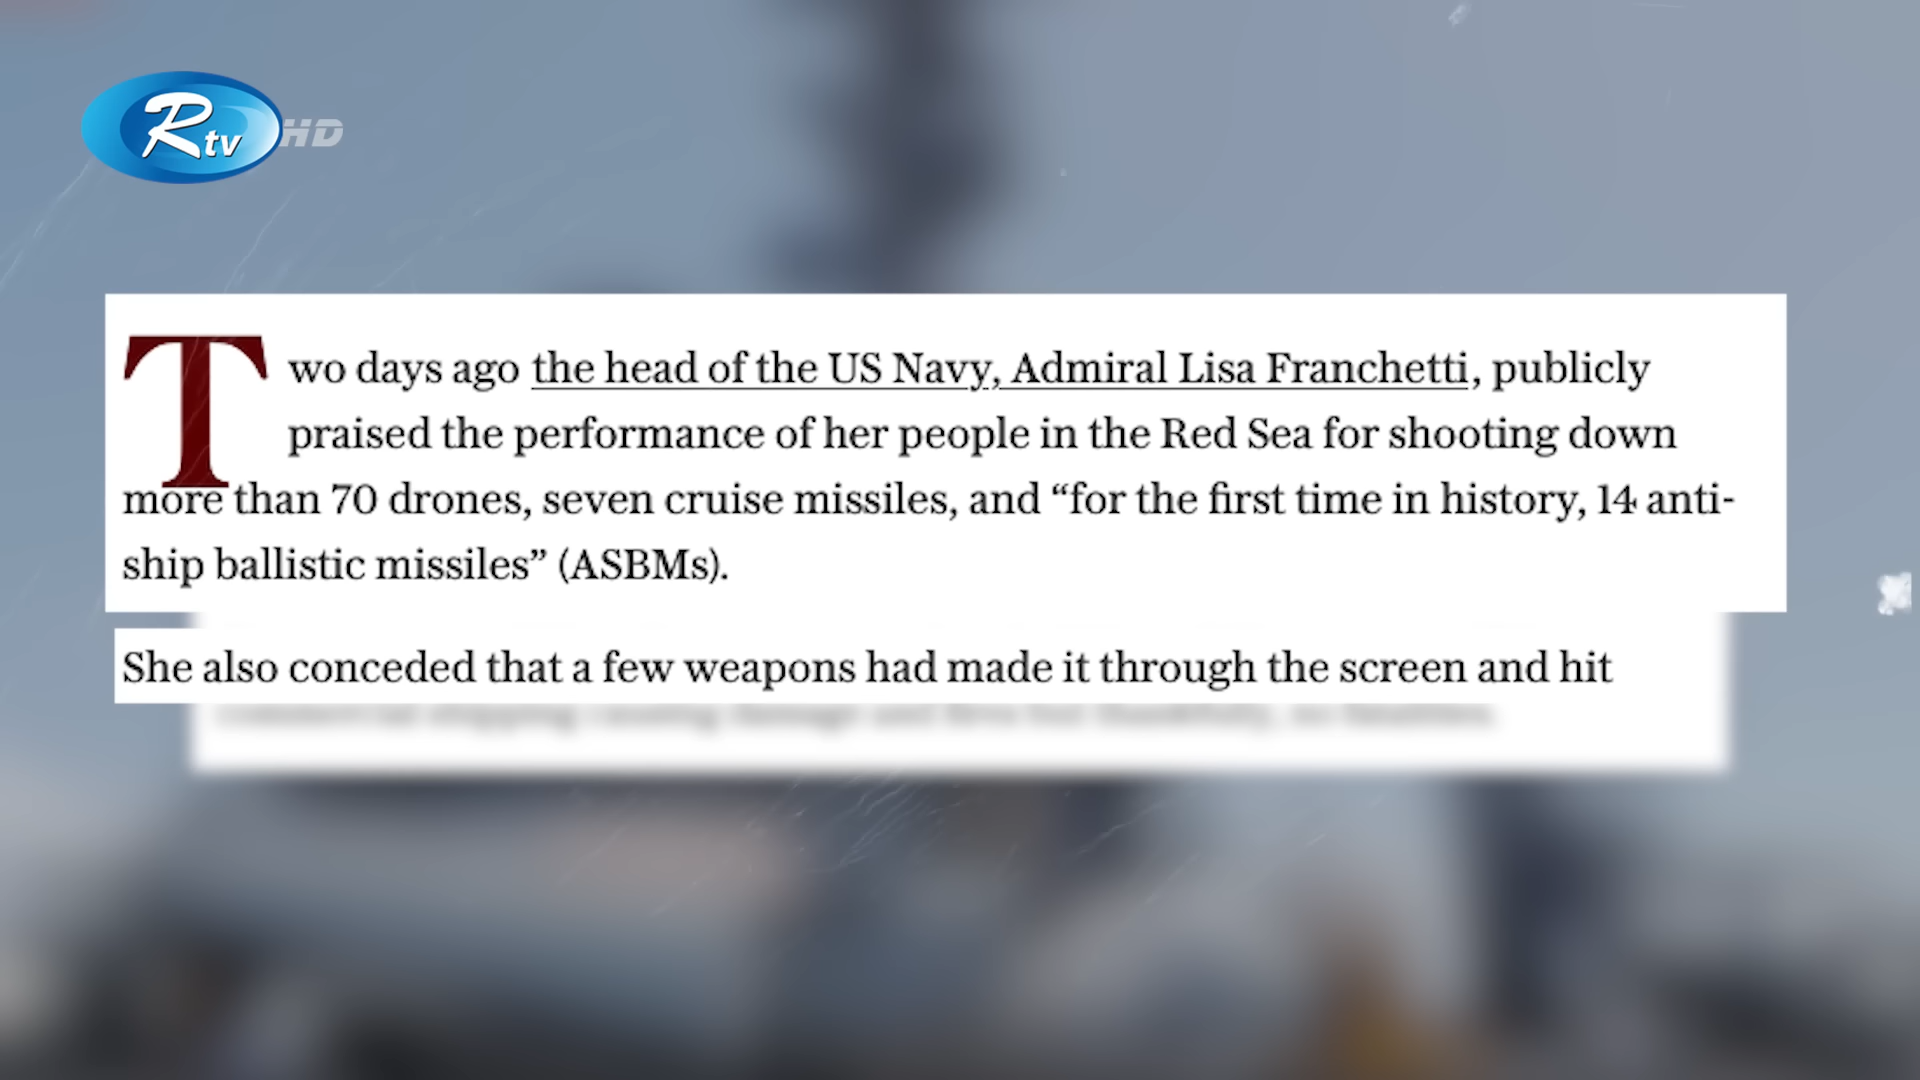 Rtv HD
Two days ago the head of the US Navy, Admiral Lisa Franchetti, publicly
praised the performance of her people in the Red Sea for shooting down
more than 70 drones, seven cruise missiles, and “for the first time in history, 14 anti-
ship ballistic missiles” (ASBMs).
She also conceded that a few weapons had made it through the screen and hit